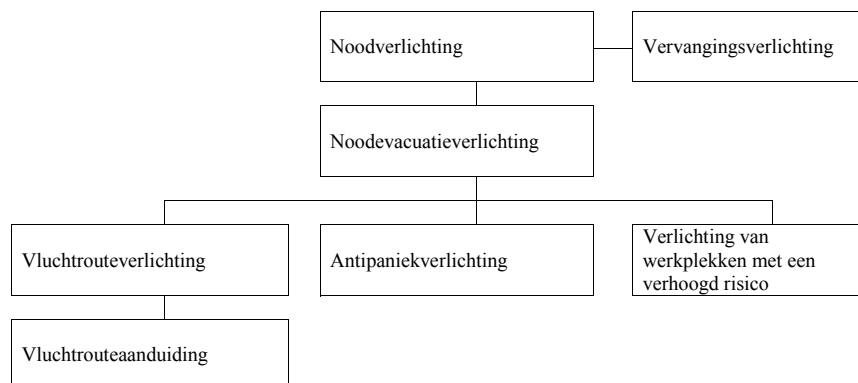 Noodverlichting
Vervangingsverlichting
Noodevacuatieverlichting
Vluchtrouteverlichting
Antipaniekverlichting
Verlichting van
werkplekken met een
verhoogd risico
Vluchtrouteaanduiding